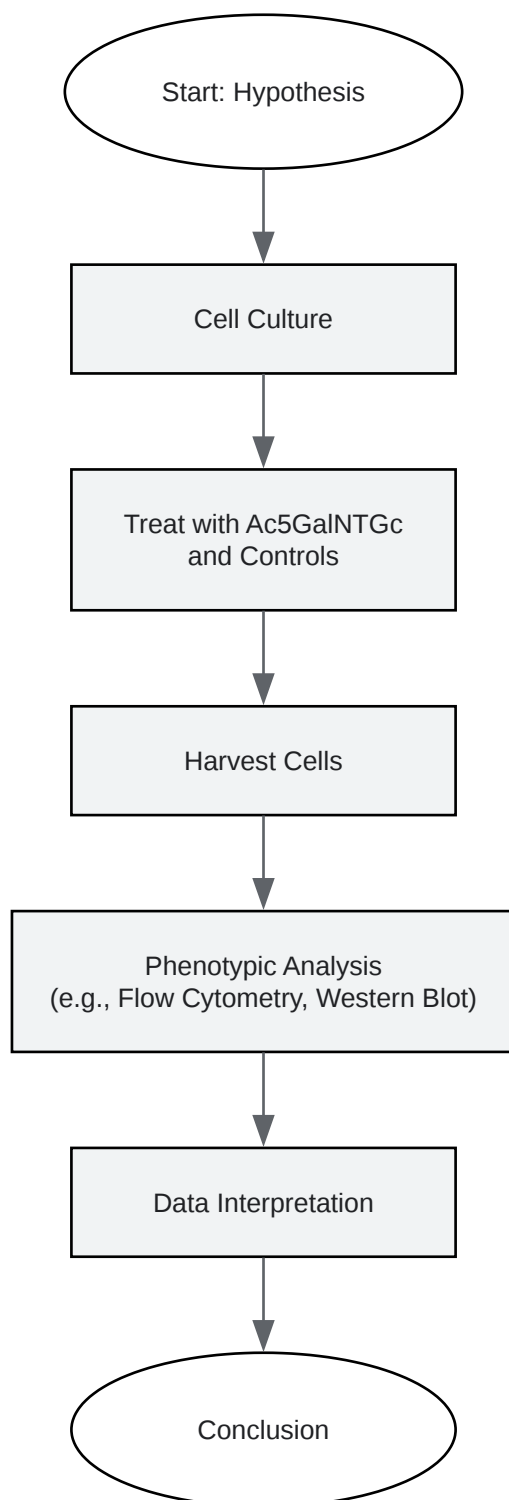 Start: Hypothesis
Cell Culture
Treat with Ac5GalNTGc
and Controls
Harvest Cells
Phenotypic Analysis
(e.g., Flow Cytometry, Western Blot)
Data Interpretation
Conclusion